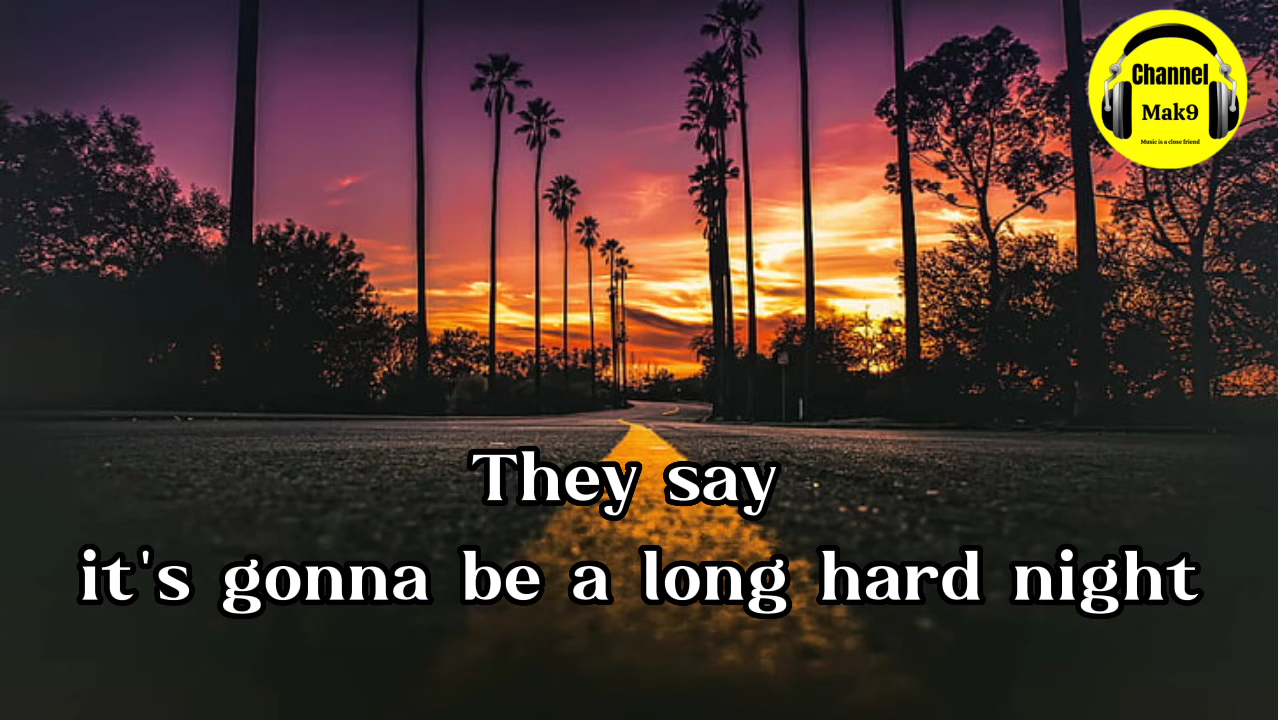 Channel
Mak9
Music is a close friend
They say
it's gonna be a long hard night